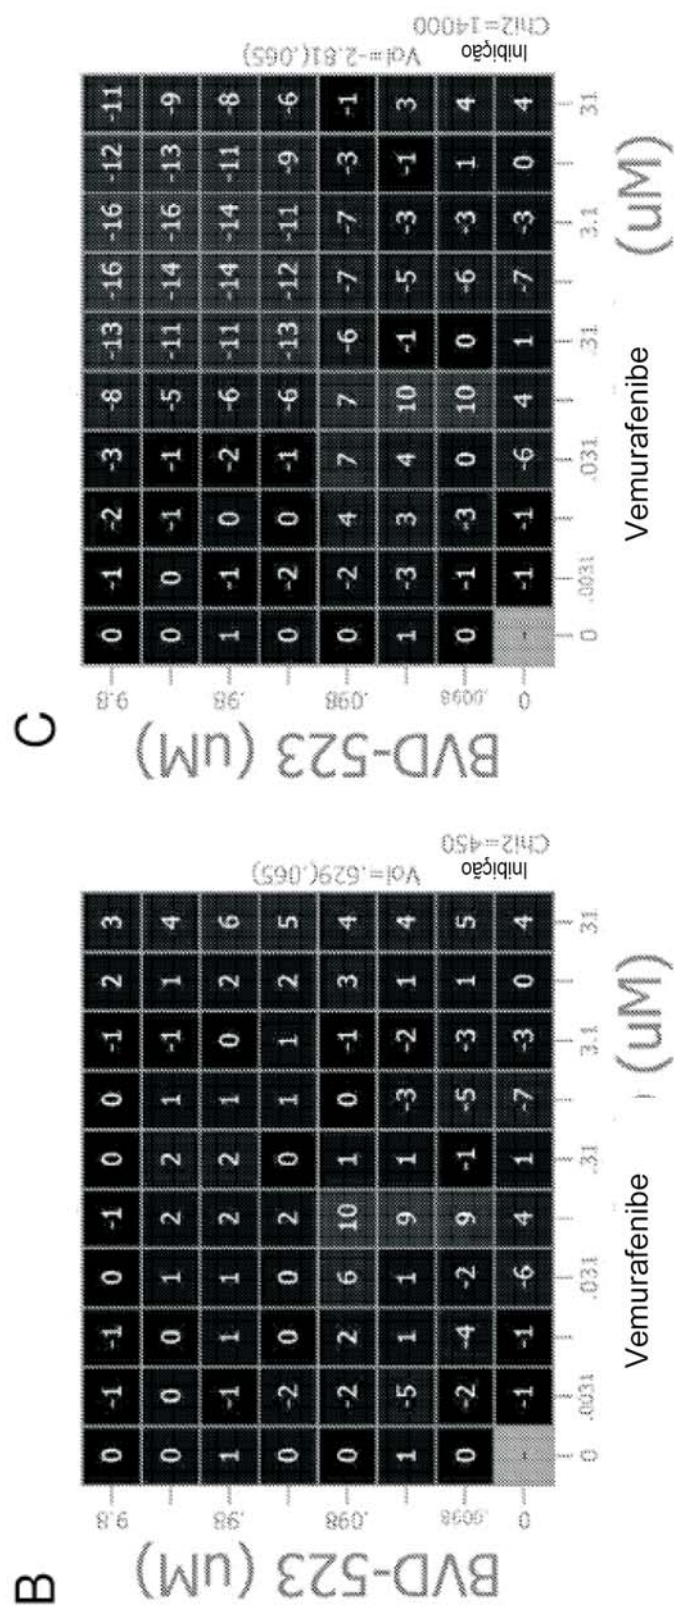 B
BVD-523 (uM)
9.8 0 -1 -1 0 -1 0 0 -1 2 3
0 0 0 1 2 2 1 -1 1 4
.98 1 -1 1 1 2 2 1 0 2 6
0 -2 0 0 2 0 1 1 2 5
.098 0 -2 2 6 10 1 0 -1 3 4
1 -5 1 1 9 1 -3 -2 1 4
.0098 0 -2 -4 -2 9 -1 -5 -3 1 5
0 - -1 -1 -6 4 1 -7 -3 0 4
0 .0031 .031 .31 3.1 31
Vemurafenibe (uM)
Vol=.629(.065)
Inibição
Chi2=450
C
BVD-523 (uM)
9.8 0 -1 -2 -3 -8 -13 -16 -16 -12 -11
0 0 -1 -1 -5 -11 -14 -16 -13 -9
.98 1 -1 0 -2 -6 -11 -14 -14 -11 -8
0 -2 0 -1 -6 -13 -12 -11 -9 -6
.098 0 -2 4 7 7 -6 -7 -7 -3 -1
1 -3 3 4 10 -1 -5 -3 -1 3
.0098 0 -1 -3 0 10 0 -6 -3 1 4
0 - -1 -1 -6 4 1 -7 -3 0 4
0 .0031 .031 .31 3.1 31
Vemurafenibe (uM)
Vol=-2.81(.065)
Inibição
Chi2=14000